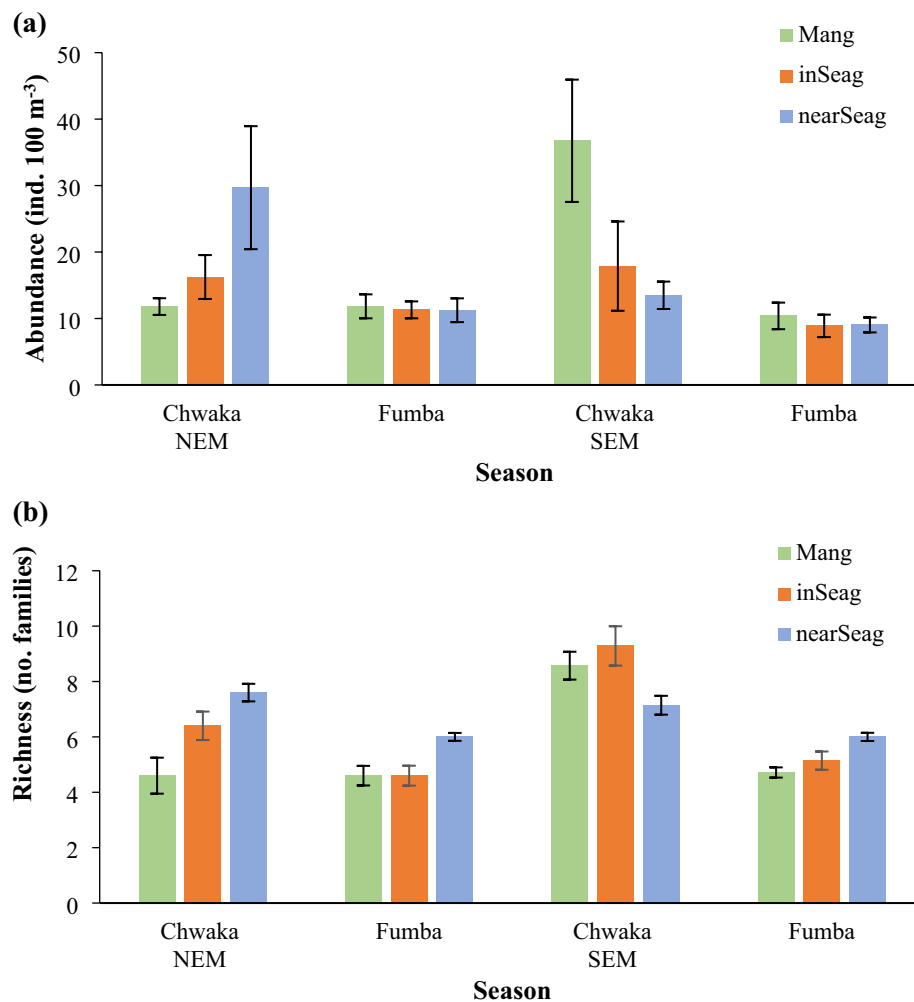 (a)
Mang
inSeag
nearSeag
Abundance (ind. 100 m⁻³)
50
40
30
20
10
0
Chwaka Fumba Chwaka Fumba
NEM SEM
Season
(b)
Mang
inSeag
nearSeag
Richness (no. families)
12
10
8
6
4
2
0
Chwaka Fumba Chwaka Fumba
NEM SEM
Season